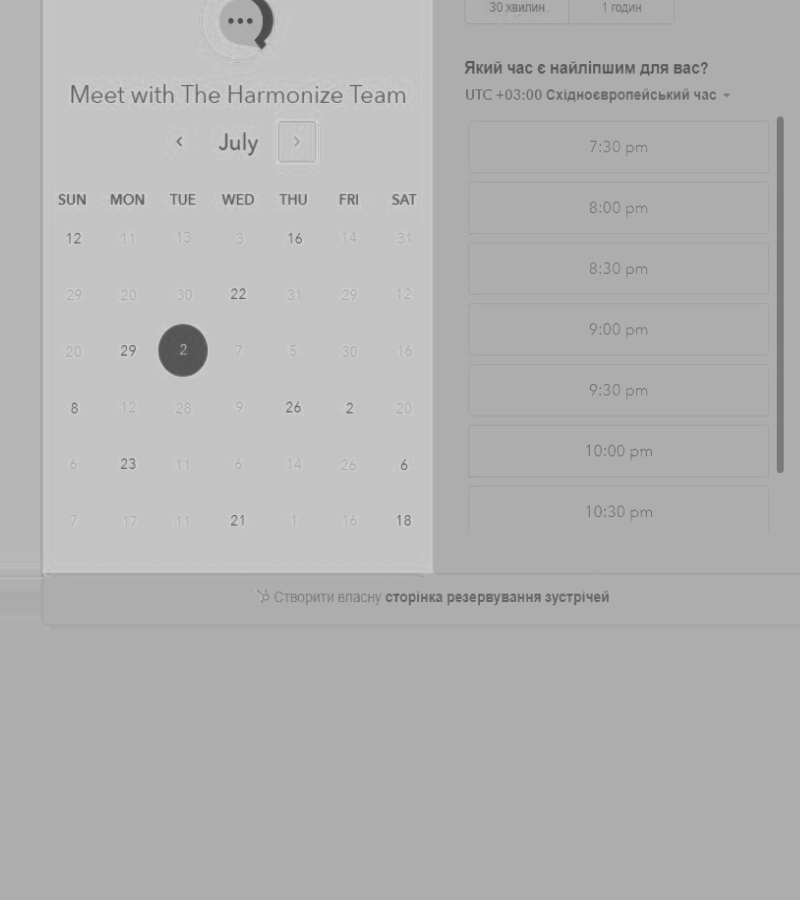 Meet with The Harmonize Team
July
SUN MON TUE WED THU FRI SAT
12 11 13 3 16 14 31
29 20 30 22 31 29 12
20 29 2 7 5 30 16
8 12 28 9 26 2 20
6 23 11 6 14 26 6
7 17 11 21 1 16 18
30 хвилин 1 годин
Який час є найліпшим для вас?
UTC +03:00 Східноєвропейський час
7:30 pm
8:00 pm
8:30 pm
9:00 pm
9:30 pm
10:00 pm
10:30 pm
Створити власну сторінка резервування зустрічей